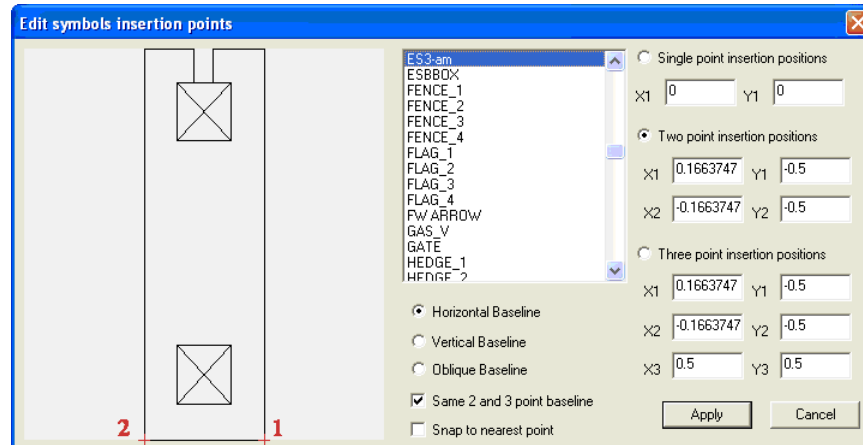 Edit symbols insertion points
ES3-am
ESBBOX
FENCE_1
FENCE_2
FENCE_3
FENCE_4
FLAG_1
FLAG_2
FLAG_3
FLAG_4
FW ARROW
GAS_V
GATE
HEDGE_1
HEDGE_2
Horizontal Baseline
Vertical Baseline
Oblique Baseline
Same 2 and 3 point baseline
Snap to nearest point
Single point insertion positions
X1 0 Y1 0
Two point insertion positions
X1 0.1663747 Y1 -0.5
X2 -0.1663747 Y2 -0.5
Three point insertion positions
X1 0.1663747 Y1 -0.5
X2 -0.1663747 Y2 -0.5
X3 0.5 Y3 0.5
Apply Cancel
2 1